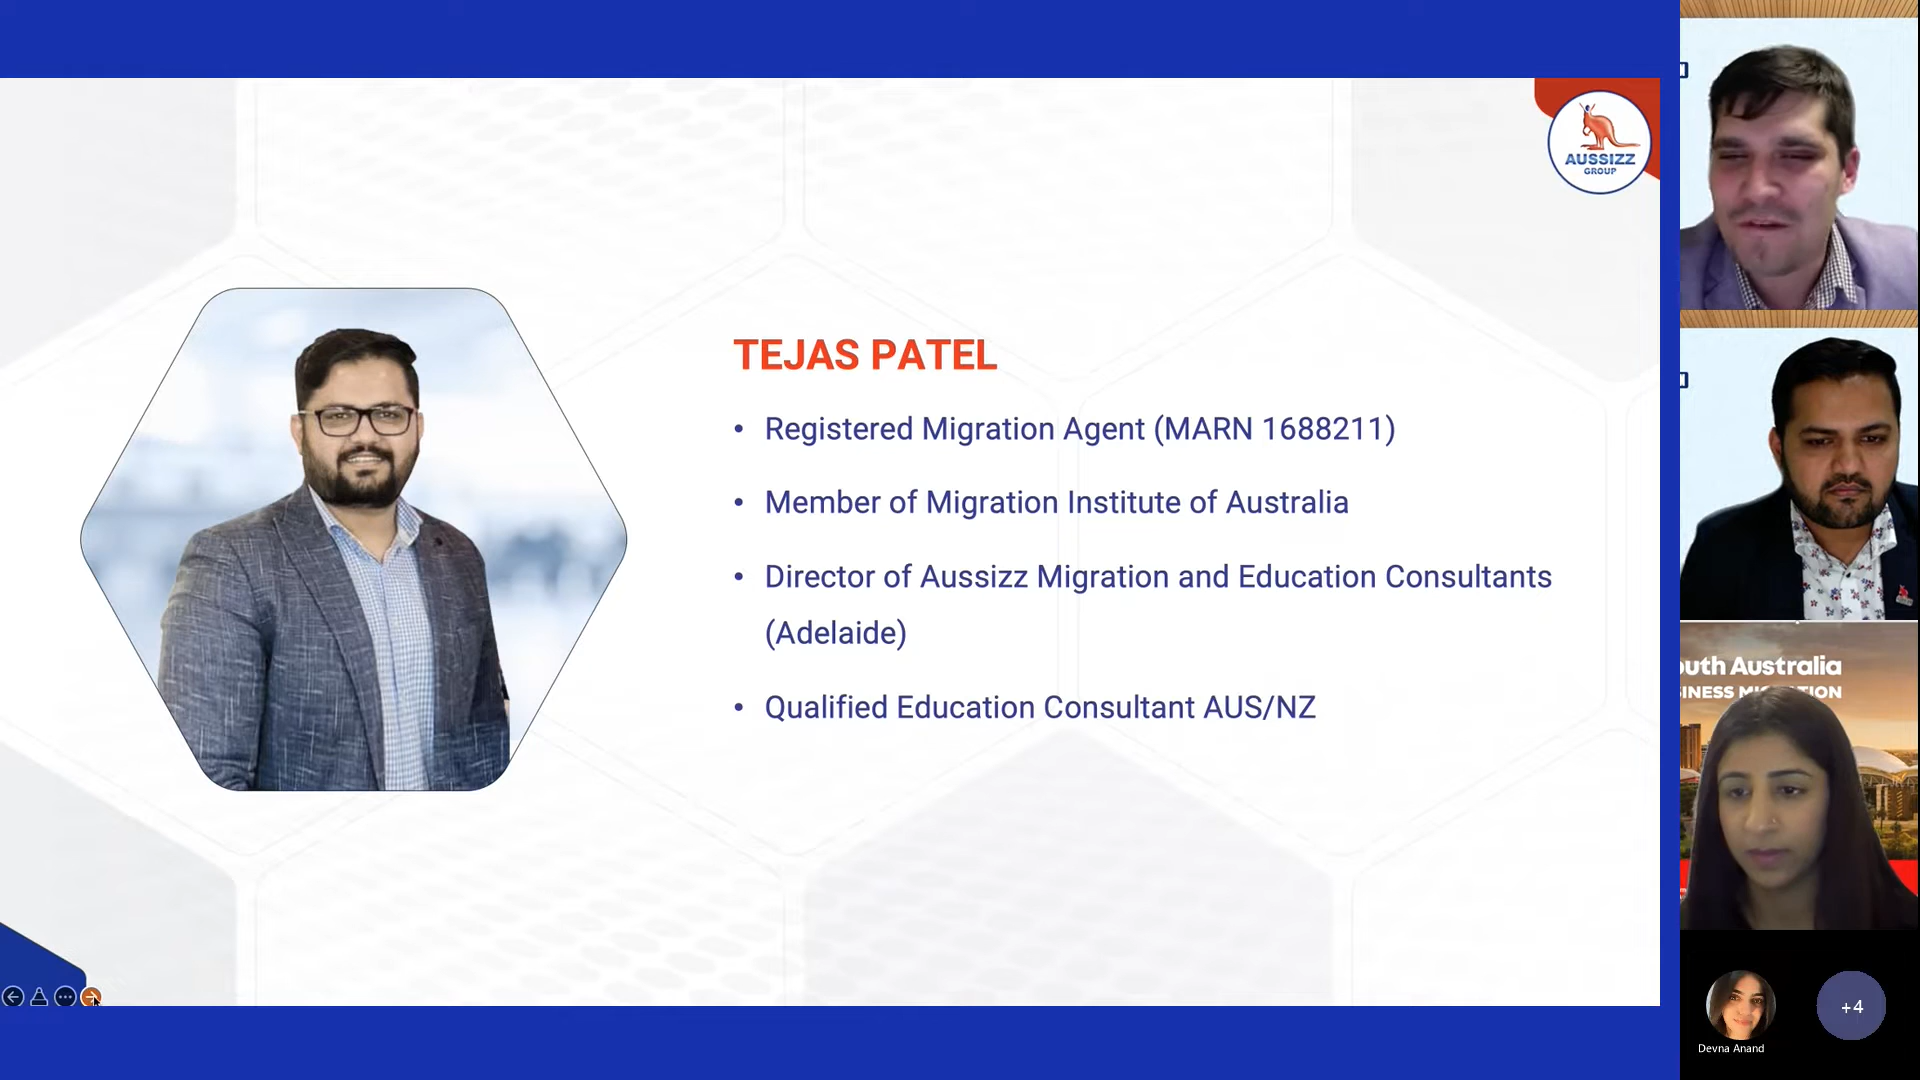 AUSSIZZ
GROUP
TEJAS PATEL
• Registered Migration Agent (MARN 1688211)
• Member of Migration Institute of Australia
• Director of Aussizz Migration and Education Consultants
(Adelaide)
• Qualified Education Consultant AUS/NZ
outh Australia
+4
Devna Anand